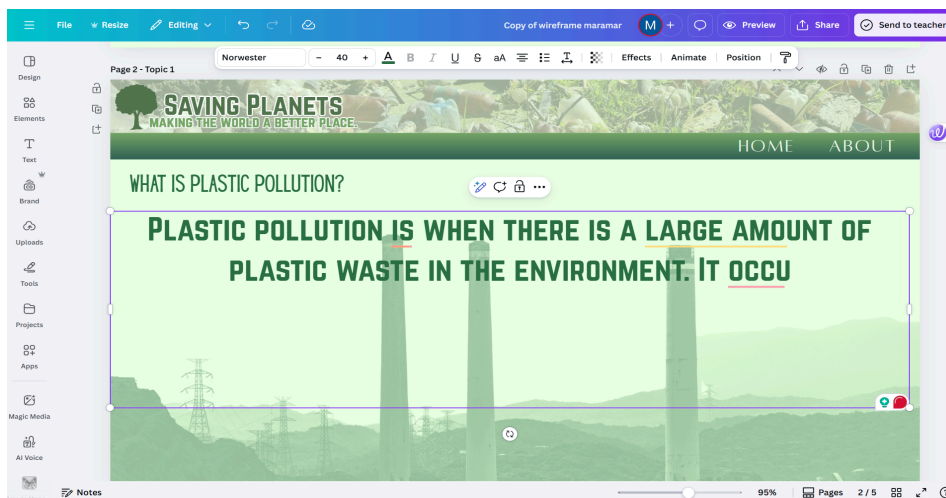 File Resize Editing Copy of wireframe maramar M + Preview Share Send to teacher
Norwester – 40 + A B I U S aA Effects Animate Position
Page 2 - Topic 1
Design
Elements
Text
Brand
Uploads
Tools
Projects
Apps
Magic Media
AI Voice
Saving Planets
Making the world a better place.
HOME ABOUT
WHAT IS PLASTIC POLLUTION?
Plastic pollution is when there is a large amount of
plastic waste in the environment. It occu
Notes 95% Pages 2 / 5